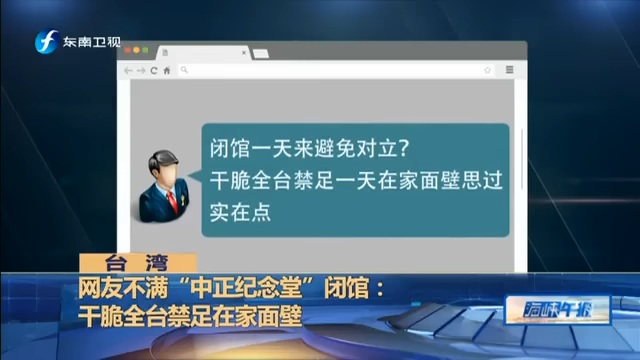 东南卫视
闭馆一天来避免对立?
干脆全台禁足一天在家面壁思过
实在点
台 湾
网友不满“中正纪念堂”闭馆：
干脆全台禁足在家面壁
海峡午报